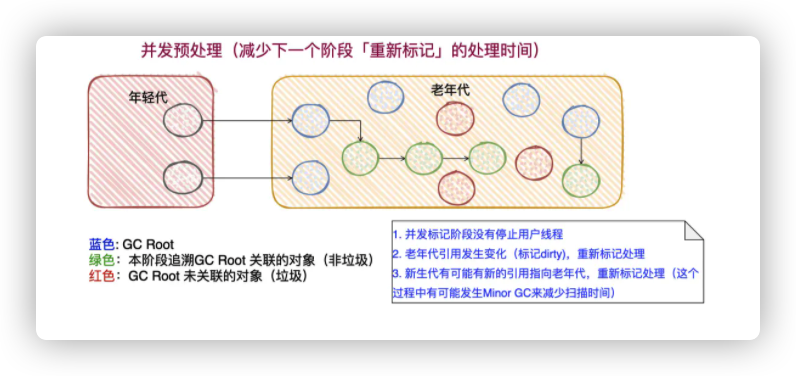 并发预处理（减少下一个阶段「重新标记」的处理时间）
年轻代
老年代
蓝色: GC Root
绿色：本阶段追溯GC Root 关联的对象（非垃圾）
红色：GC Root 未关联的对象（垃圾）
1. 并发标记阶段没有停止用户线程
2. 老年代引用发生变化（标记dirty)，重新标记处理
3. 新生代有可能有新的引用指向老年代，重新标记处理（这个
过程中有可能发生Minor GC来减少扫描时间）